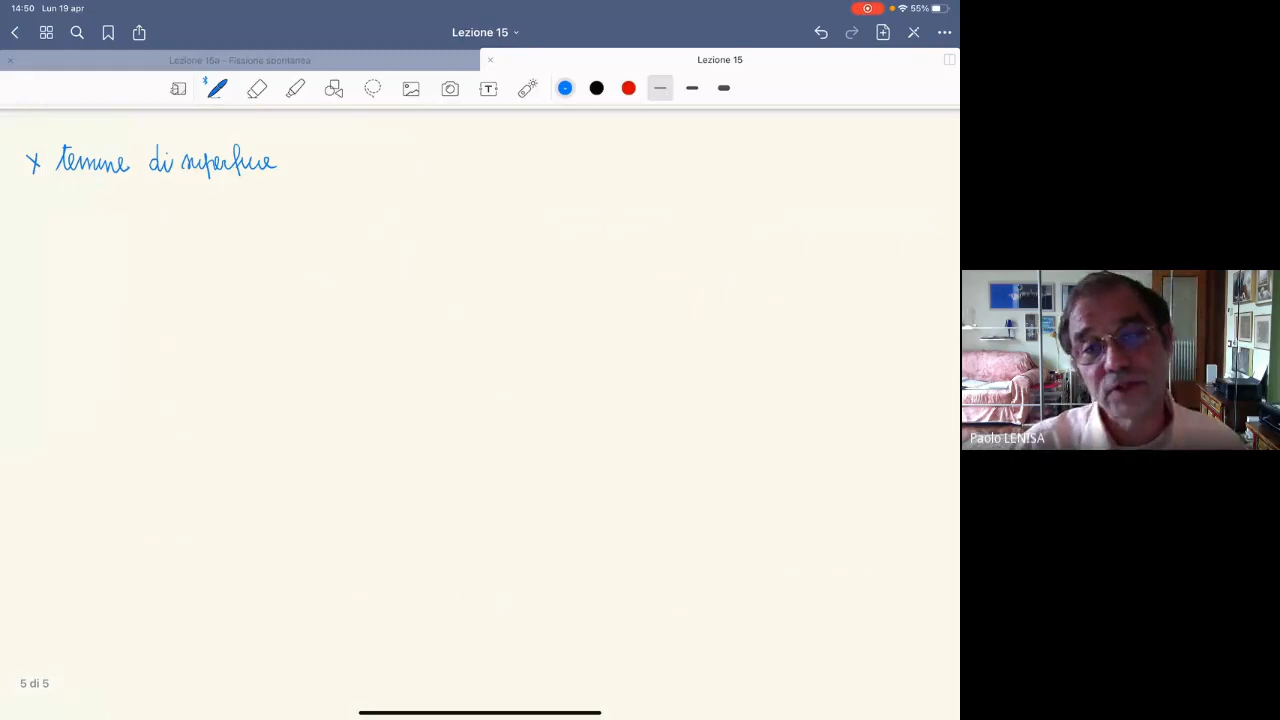 14:50 Lun 19 apr
55%
Lezione 15
Lezione 15a - Fissione spontanea
Lezione 15
T
x termine di superficie
Paolo LENISA
5 di 5